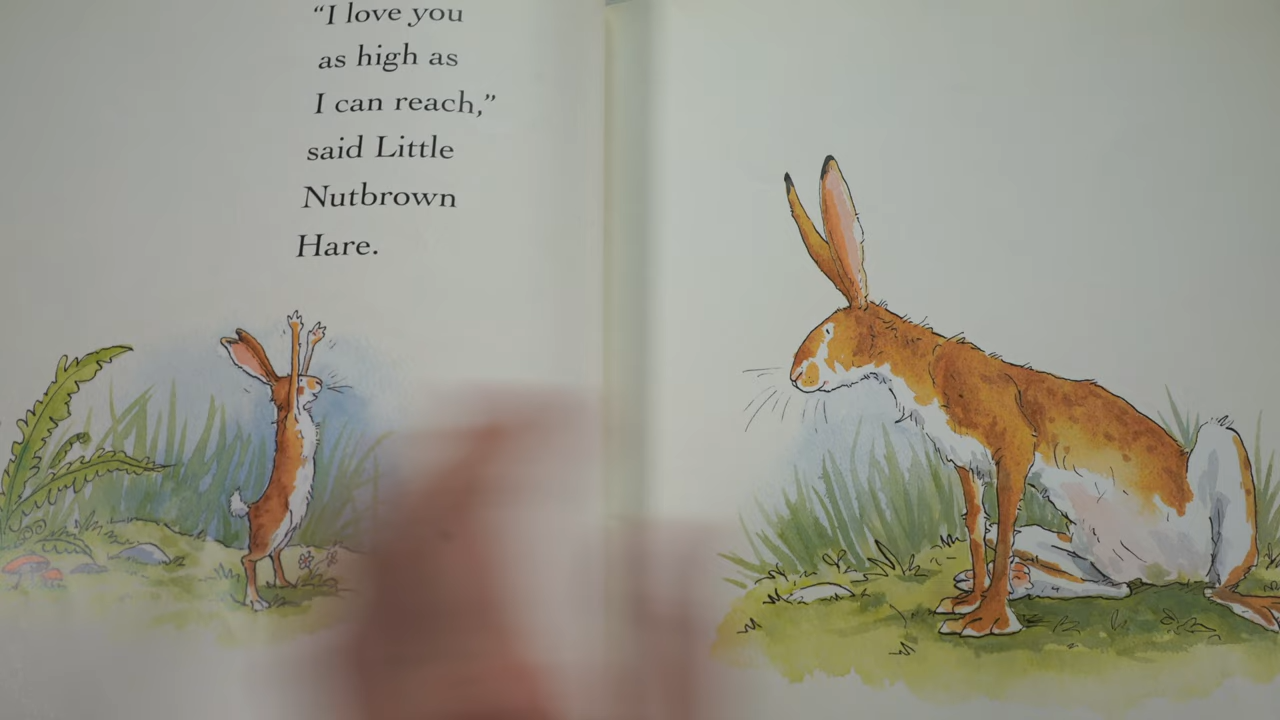 “I love you
as high as
I can reach,”
said Little
Nutbrown
Hare.